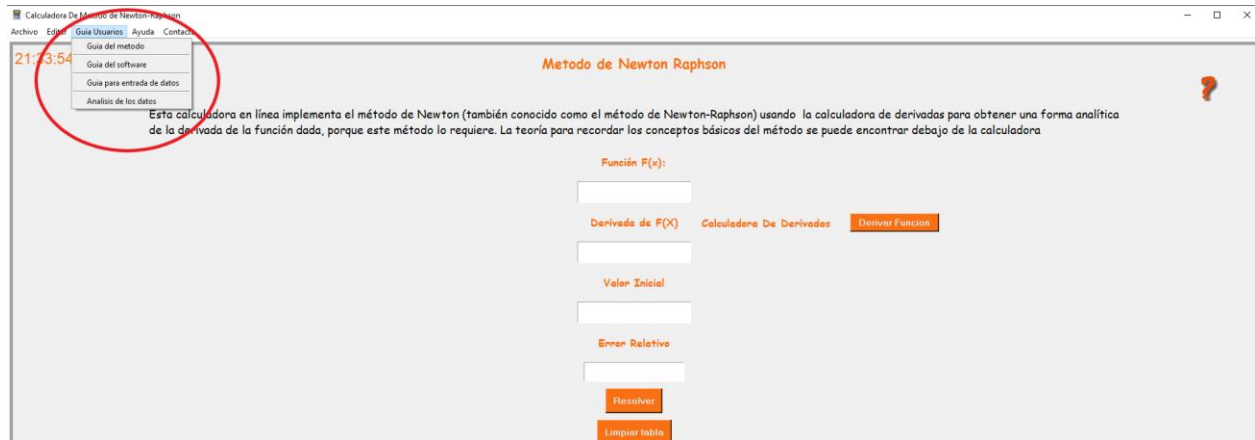 Calculadora De Metodo de Newton-Raphson
Archivo Editar Guia Usuarios Ayuda Contacto
Guia del metodo
Guia del software
Guia para entrada de datos
Analisis de los datos
21:33:54
Metodo de Newton Raphson
?
Esta calculadora en línea implementa el método de Newton (también conocido como el método de Newton-Raphson) usando la calculadora de derivadas para obtener una forma analítica
de la derivada de la función dada, porque este método lo requiere. La teoría para recordar los conceptos básicos del método se puede encontrar debajo de la calculadora
Función F(x):
Derivada de F(X) Calculadora De Derivadas Derivar Funcion
Valor Inicial
Error Relativo
Resolver
Limpiar tabla